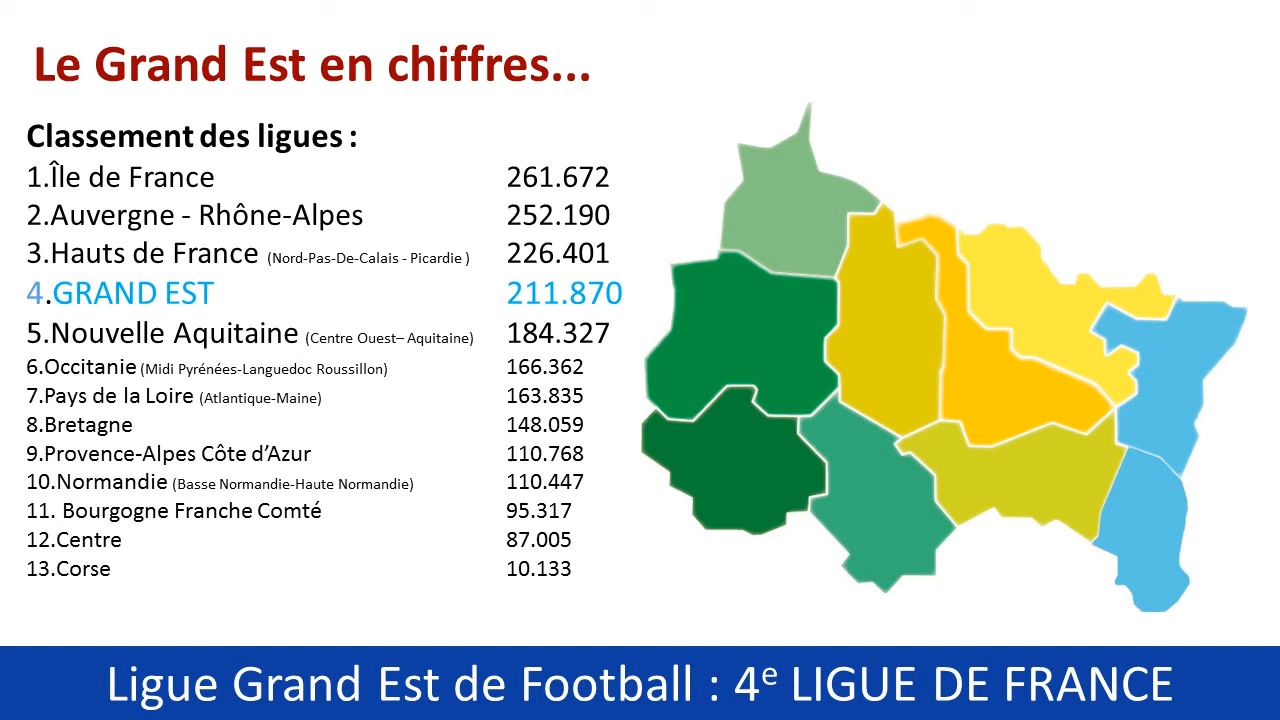 Le Grand Est en chiffres...
Classement des ligues :
1.Île de France 261.672
2.Auvergne - Rhône-Alpes 252.190
3.Hauts de France (Nord-Pas-De-Calais - Picardie ) 226.401
4.GRAND EST 211.870
5.Nouvelle Aquitaine (Centre Ouest– Aquitaine) 184.327
6.Occitanie (Midi Pyrénées-Languedoc Roussillon) 166.362
7.Pays de la Loire (Atlantique-Maine) 163.835
8.Bretagne 148.059
9.Provence-Alpes Côte d’Azur 110.768
10.Normandie (Basse Normandie-Haute Normandie) 110.447
11. Bourgogne Franche Comté 95.317
12.Centre 87.005
13.Corse 10.133
Ligue Grand Est de Football : 4e LIGUE DE FRANCE